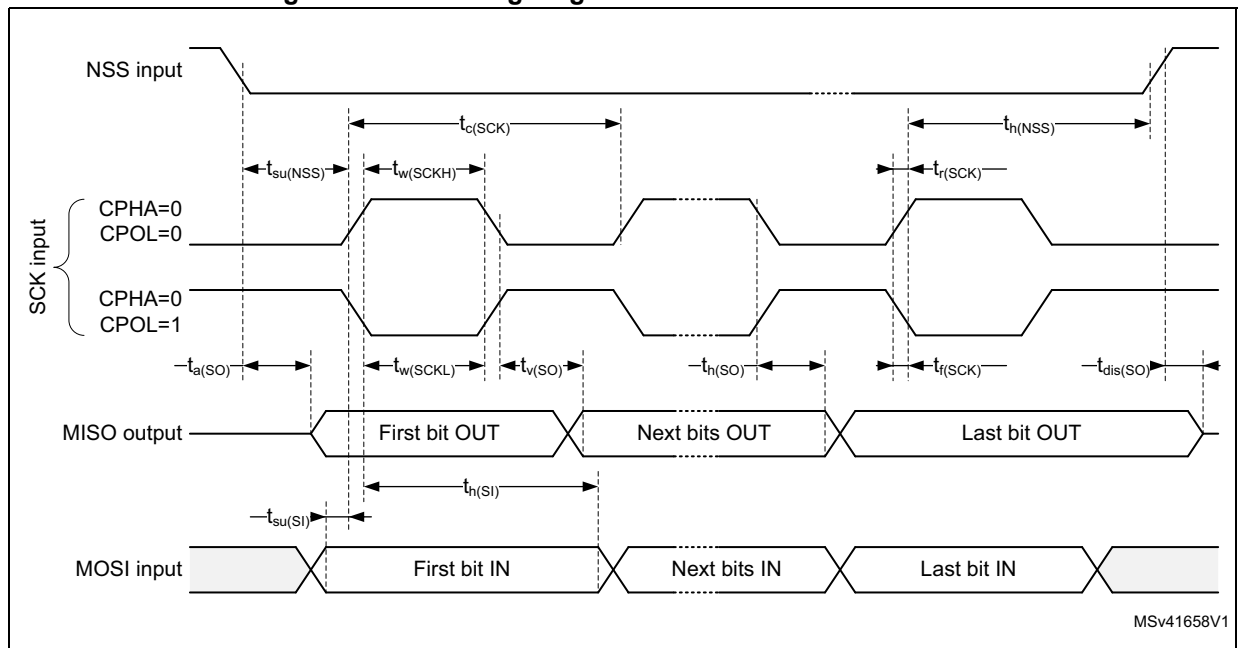 NSS input
tc(SCK)
th(NSS)
tsu(NSS)
tw(SCKH)
tr(SCK)
SCK input
CPHA=0
CPOL=0
CPHA=0
CPOL=1
ta(SO)
tw(SCKL)
tv(SO)
th(SO)
tf(SCK)
tdis(SO)
MISO output
First bit OUT
Next bits OUT
Last bit OUT
th(SI)
tsu(SI)
MOSI input
First bit IN
Next bits IN
Last bit IN
MSv41658V1